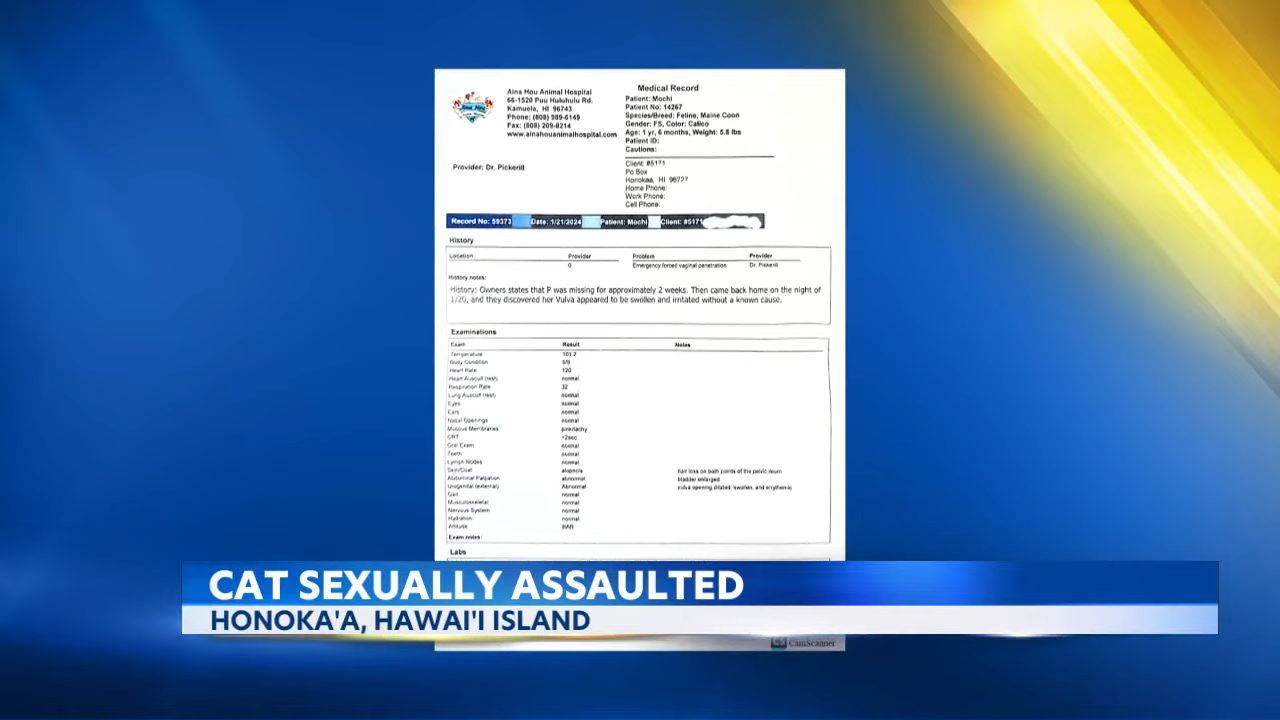 Aina Hou Animal Hospital
66-1520 Puu Huluhulu Rd.
Kamuela, HI 96743
Phone: (808) 989-6149
Fax: (808) 209-8214
www.ainahouanimalhospital.com
Provider: Dr. Pickerill
Medical Record
Patient: Mochi
Patient No: 14267
Species/Breed: Feline, Maine Coon
Gender: FS, Color: Calico
Age: 1 yr, 6 months, Weight: 5.8 lbs
Patient ID:
Cautions:
Client #5171
Po Box
Honokaa, HI 96727
Home Phone:
Work Phone:
Cell Phone:
Record No: 59373 Date: 1/21/2024 Patient: Mochi Client: #5171
History
Location Provider Problem Provider
0 Emergency forced vaginal penetration Dr. Pickerill
History notes:
History: Owners states that P was missing for approximately 2 weeks. Then came back home on the night of
1/20, and they discovered her Vulva appeared to be swollen and irritated without a known cause.
Examinations
Exam Result Notes
Temperature 101.2
Body Condition 5/9
Heart Rate 120
Heart Auscult (rest) normal
Respiration Rate 32
Lung Auscult (rest) normal
Eyes normal
Ears normal
Nasal Openings normal
Mucous Membranes pink/tachy
CRT <2sec
Oral Exam normal
Teeth normal
Lymph Nodes normal
Skin/Coat alopecia hair loss on both points of the pelvic ileum
Abdominal Palpation abnormal bladder enlarged
Urogenital (external) Abnormal vulva opening dilated, swollen, and erythemic
Gait normal
Musculoskeletal normal
Nervous System normal
Hydration normal
Attitude BAR
Exam notes:
Labs
CAT SEXUALLY ASSAULTED
HONOKA'A, HAWAI'I ISLAND
CS CamScanner